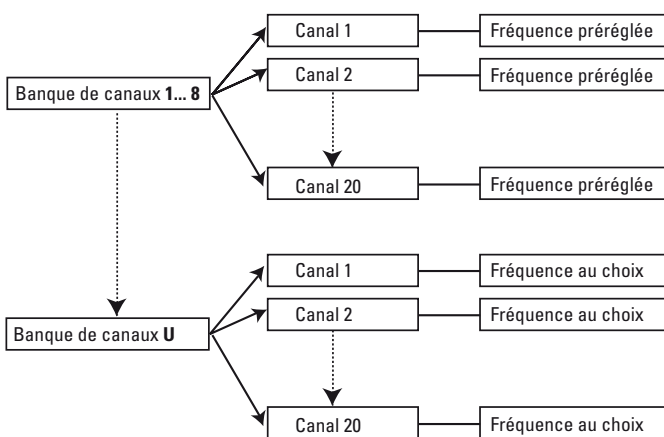 Canal 1 Fréquence préréglée
Canal 2 Fréquence préréglée
Banque de canaux 1... 8
Canal 20 Fréquence préréglée
Canal 1 Fréquence au choix
Canal 2 Fréquence au choix
Banque de canaux U
Canal 20 Fréquence au choix